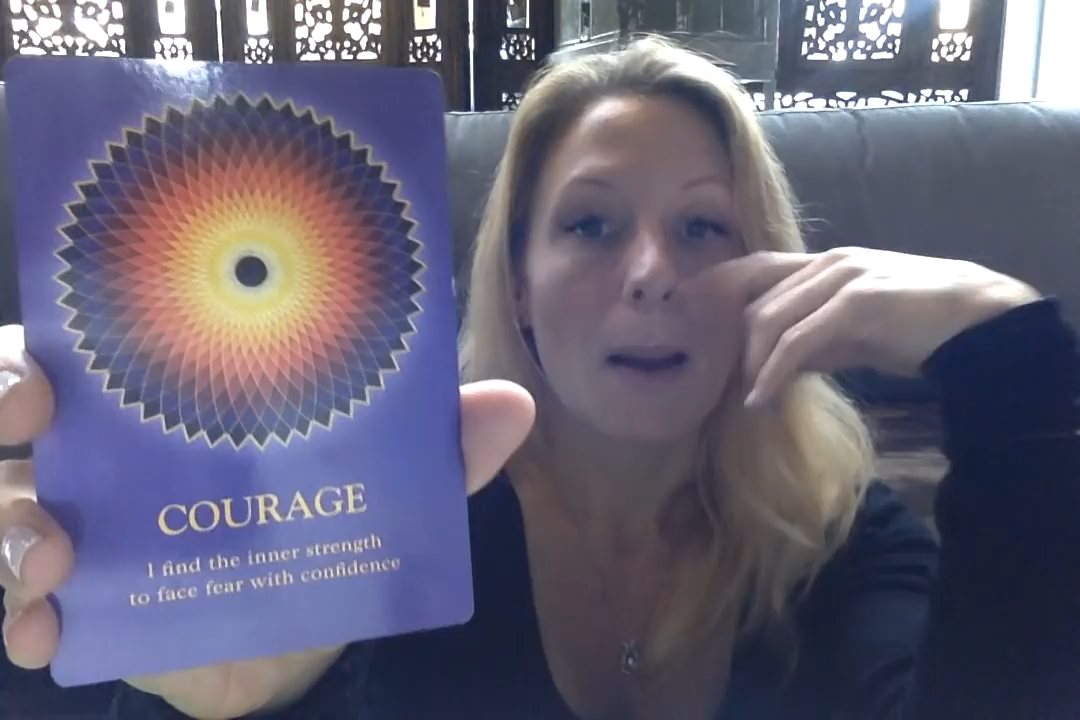 COURAGE
I find the inner strength
to face fear with confidence